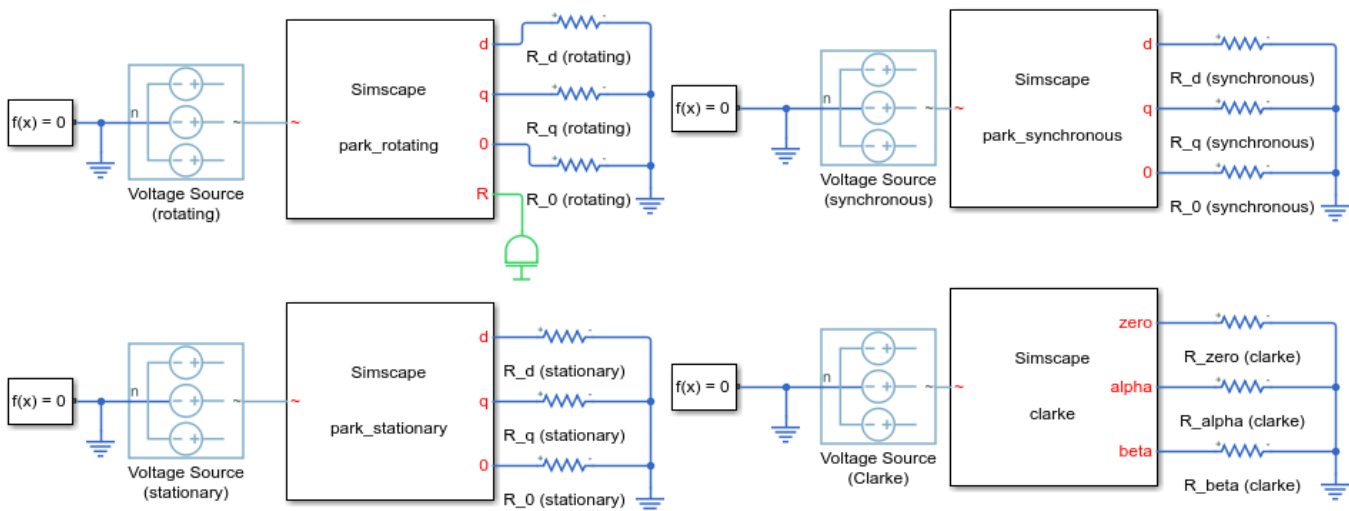 f(x) = 0
n
~
Voltage Source
(rotating)
~
Simscape
park_rotating
d
q
0
R
+ -
R_d (rotating)
+ -
R_q (rotating)
+ -
R_0 (rotating)
f(x) = 0
n
~
Voltage Source
(synchronous)
~
Simscape
park_synchronous
d
q
0
+ -
R_d (synchronous)
+ -
R_q (synchronous)
+ -
R_0 (synchronous)
f(x) = 0
n
~
Voltage Source
(stationary)
~
Simscape
park_stationary
d
q
0
+ -
R_d (stationary)
+ -
R_q (stationary)
+ -
R_0 (stationary)
f(x) = 0
n
~
Voltage Source
(Clarke)
~
Simscape
clarke
zero
alpha
beta
+ -
R_zero (clarke)
+ -
R_alpha (clarke)
+ -
R_beta (clarke)